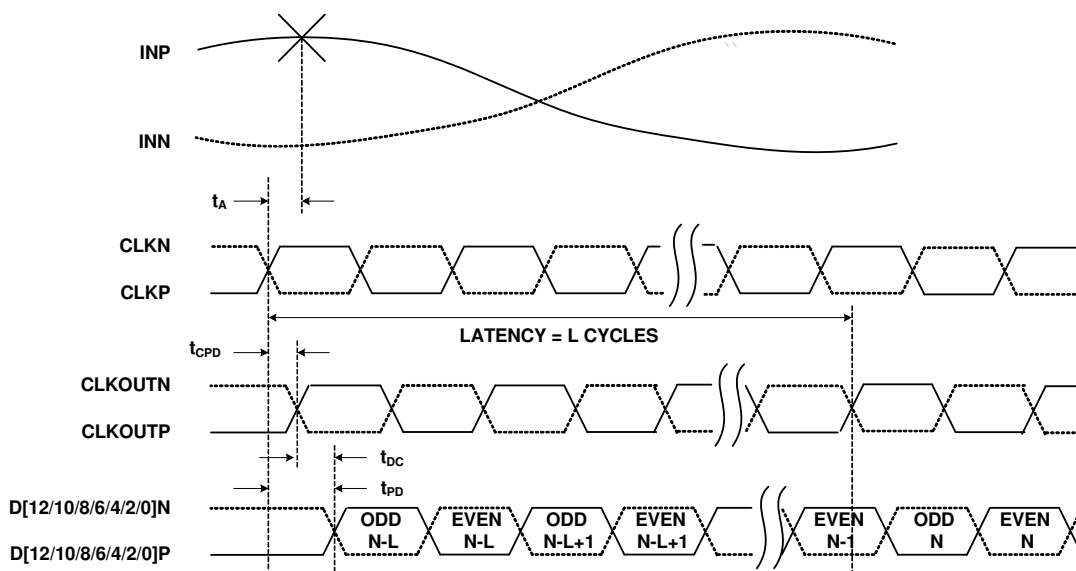 INP
INN
tA
CLKN
CLKP
LATENCY = L CYCLES
tCPD
CLKOUTN
CLKOUTP
tDC
tPD
D[12/10/8/6/4/2/0]N
D[12/10/8/6/4/2/0]P
ODD N-L
EVEN N-L
ODD N-L+1
EVEN N-L+1
EVEN N-1
ODD N
EVEN N